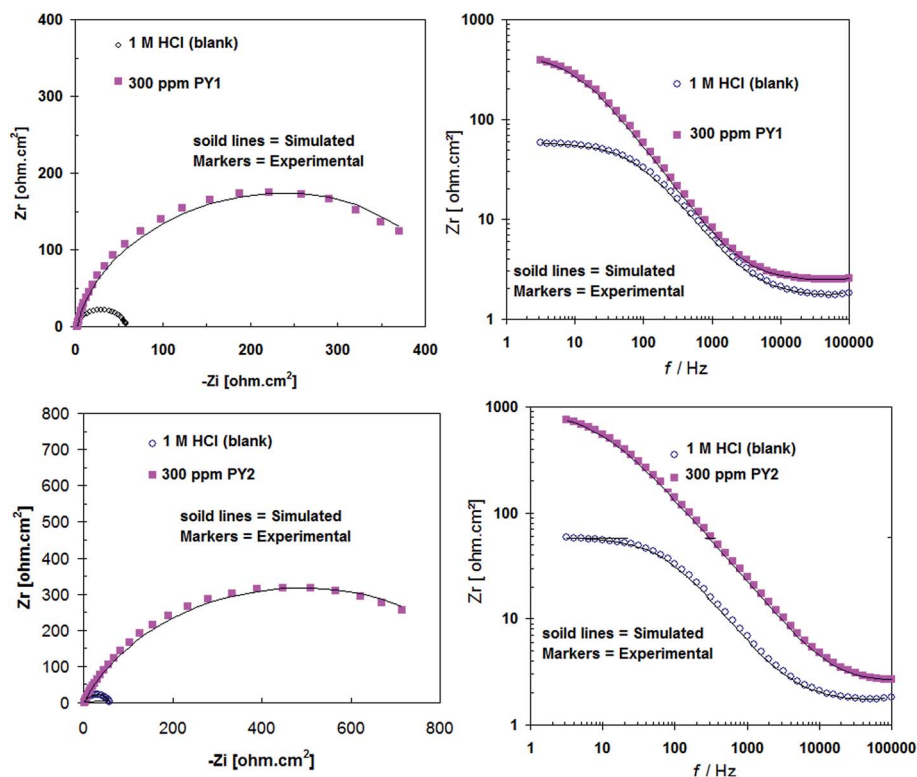 400
300
200
100
0
Zr [ohm.cm²]
◇ 1 M HCl (blank)
■ 300 ppm PY1
soild lines = Simulated
Markers = Experimental
0 100 200 300 400
-Zi [ohm.cm²]
1000
100
10
1
Zr [ ohm.cm²]
○ 1 M HCl (blank)
■ 300 ppm PY1
soild lines = Simulated
Markers = Experimental
1 10 100 1000 10000 100000
f / Hz
800
700
600
500
400
300
200
100
0
Zr [ohm.cm²]
○ 1 M HCl (blank)
■ 300 ppm PY2
soild lines = Simulated
Markers = Experimental
0 200 400 600 800
-Zi [ohm.cm²]
1000
100
10
1
Zr [ ohm.cm²]
○ 1 M HCl (blank)
■ 300 ppm PY2
soild lines = Simulated
Markers = Experimental
1 10 100 1000 10000 100000
f / Hz